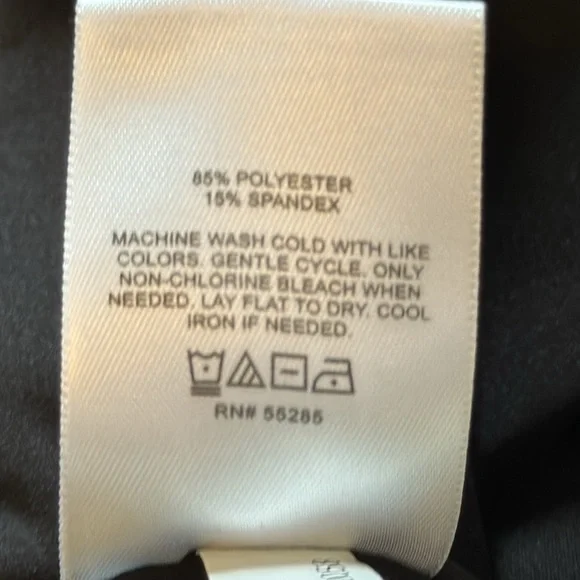 85% POLYESTER
15% SPANDEX
MACHINE WASH COLD WITH LIKE
COLORS. GENTLE CYCLE. ONLY
NON-CHLORINE BLEACH WHEN
NEEDED. LAY FLAT TO DRY. COOL
IRON IF NEEDED.
RN# 55285